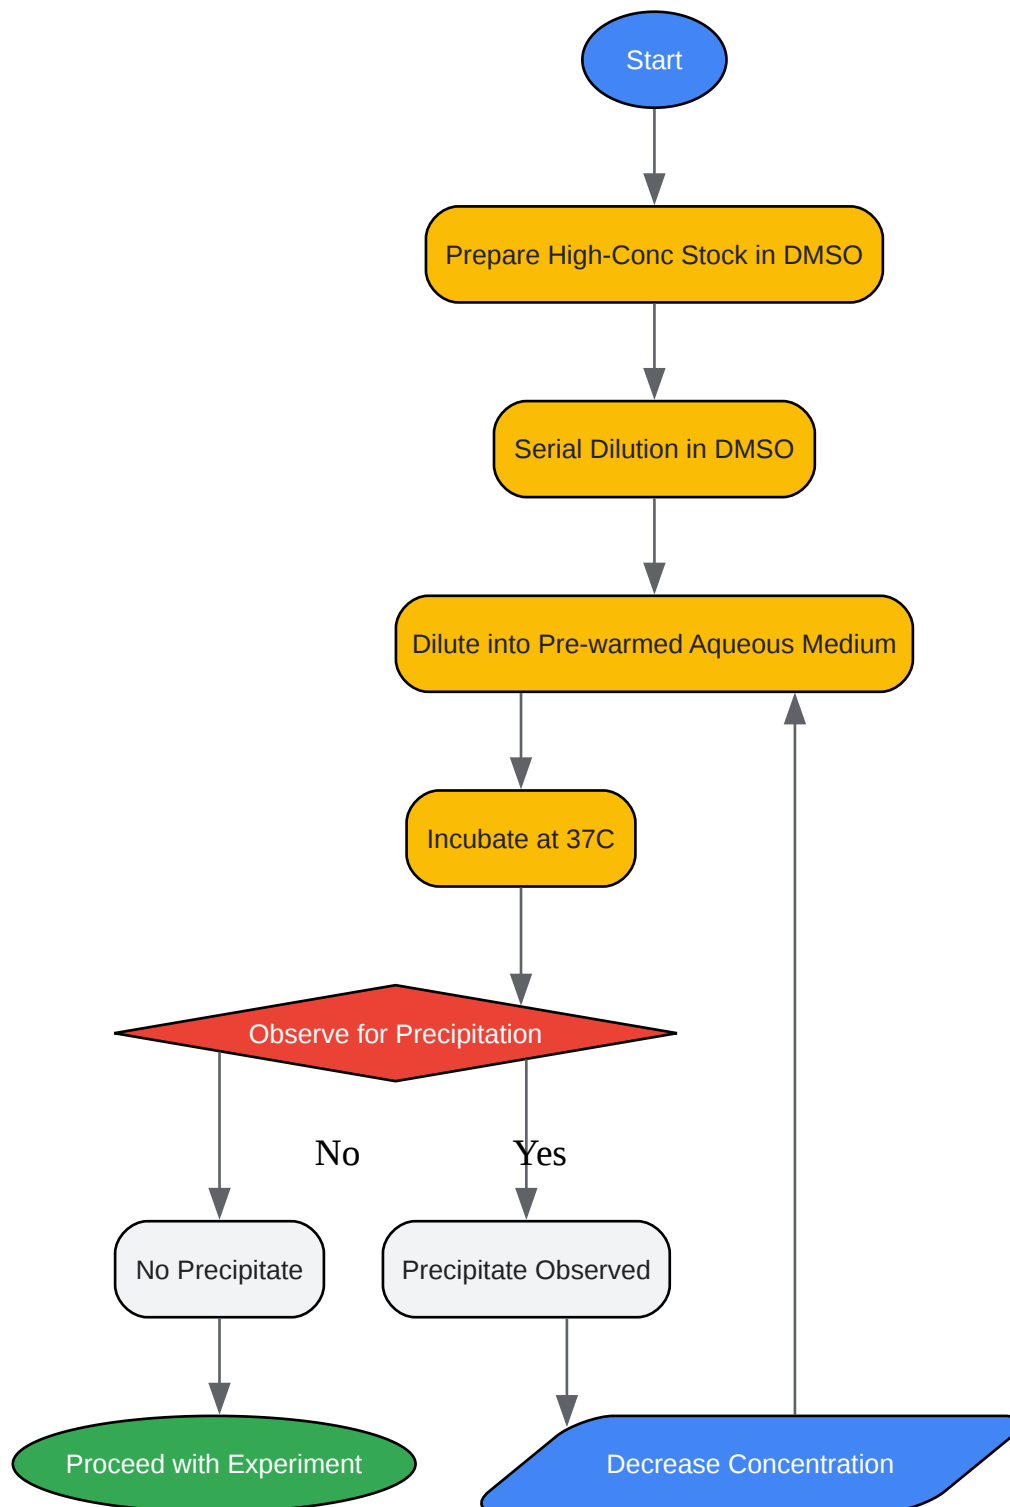 Start
Prepare High-Conc Stock in DMSO
Serial Dilution in DMSO
Dilute into Pre-warmed Aqueous Medium
Incubate at 37C
Observe for Precipitation
No
Yes
No Precipitate
Precipitate Observed
Proceed with Experiment
Decrease Concentration